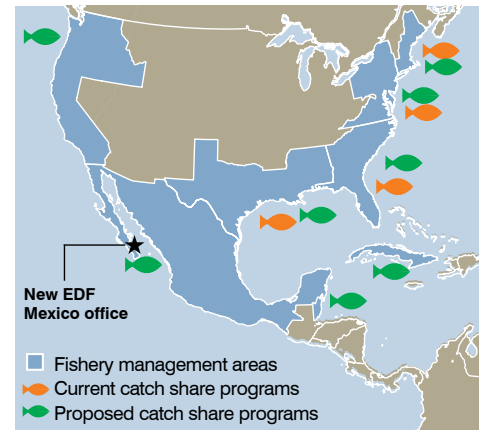 New EDF
Mexico office
Fishery management areas
Current catch share programs
Proposed catch share programs